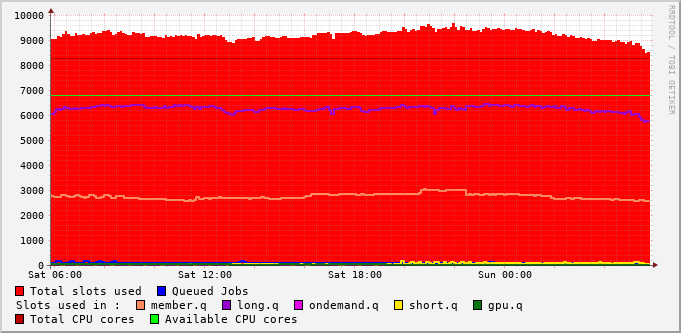 RRDTOOL / TOBI OETIKER
10000
9000
8000
7000
6000
5000
4000
3000
2000
1000
0
Sat 06:00 Sat 12:00 Sat 18:00 Sun 00:00
Total slots used Queued Jobs
Slots used in : member.q long.q ondemand.q short.q gpu.q
Total CPU cores Available CPU cores